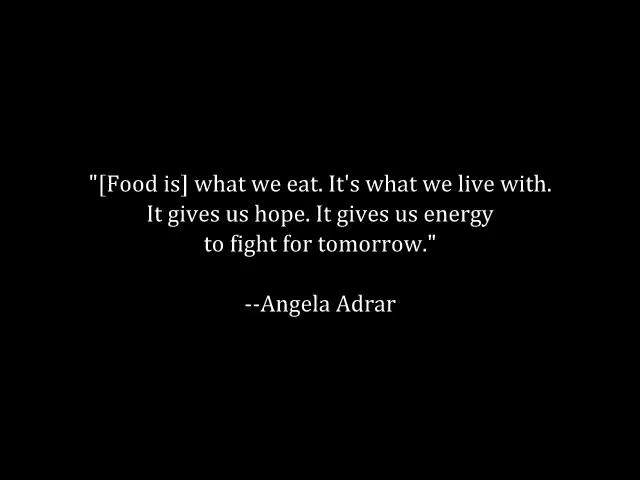 "[Food is] what we eat. It's what we live with.
It gives us hope. It gives us energy
to fight for tomorrow."
--Angela Adrar